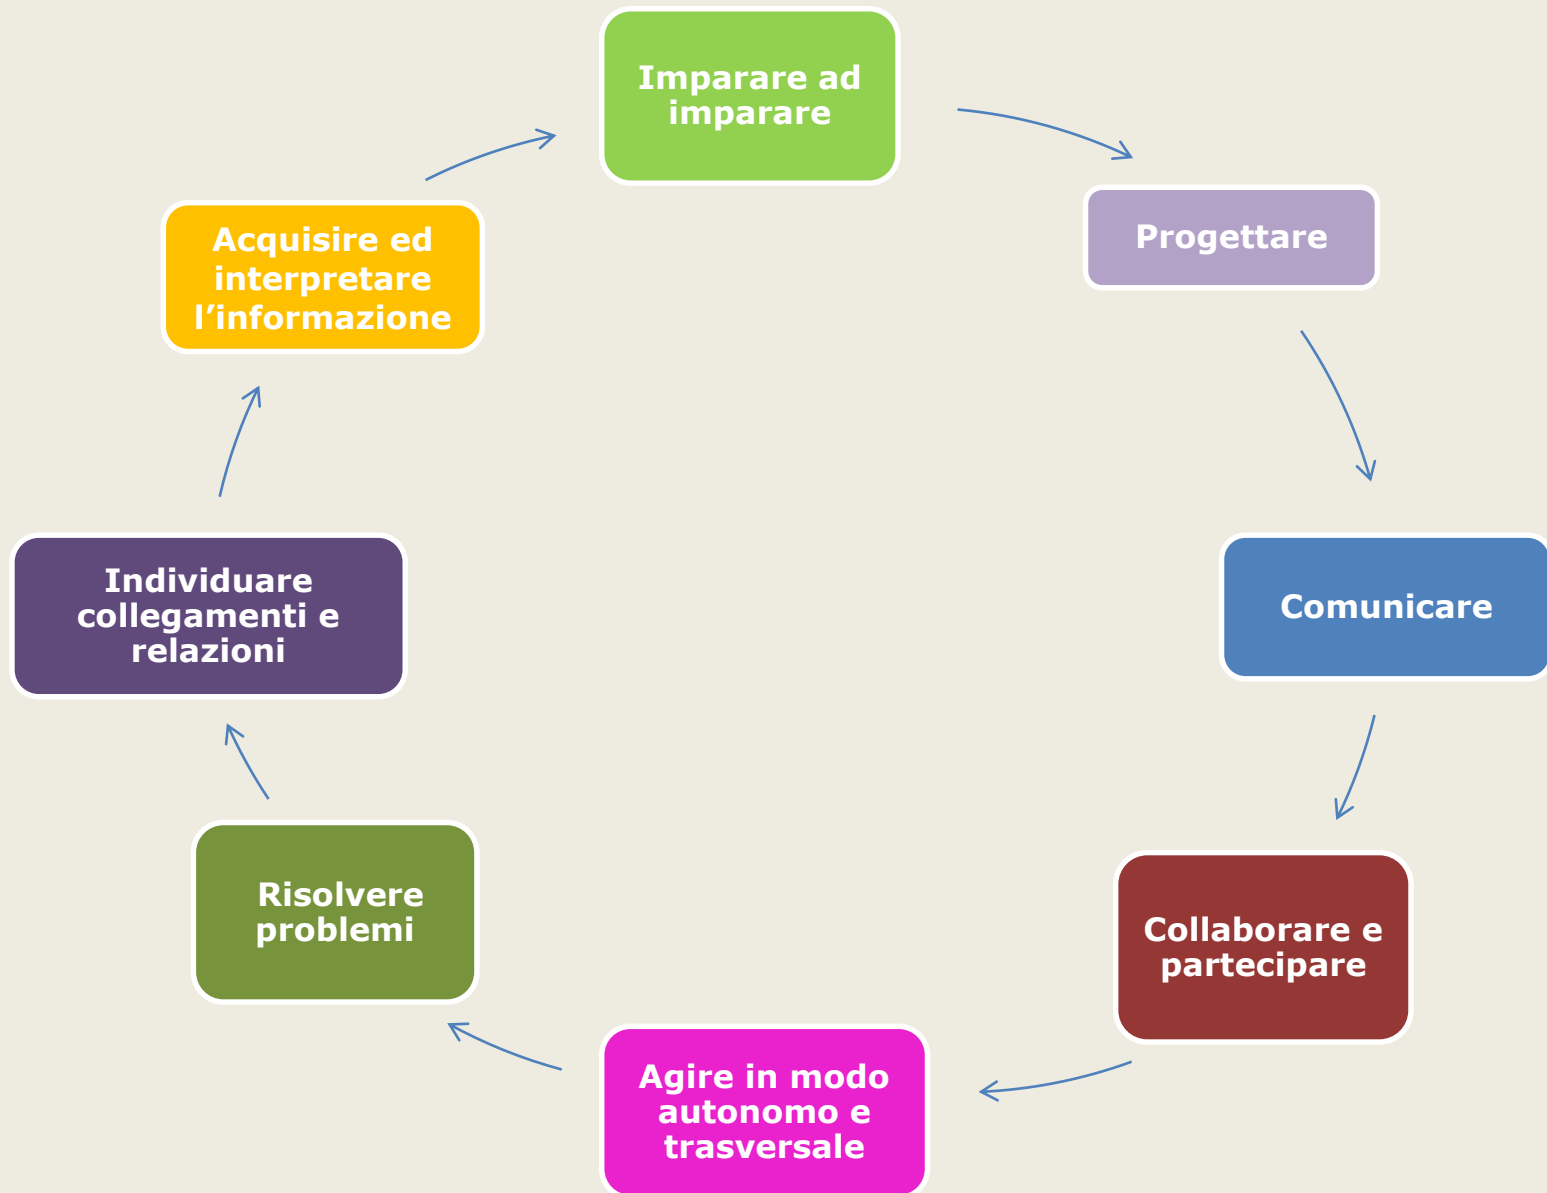 Imparare ad
imparare
Progettare
Comunicare
Collaborare e
partecipare
Agire in modo
autonomo e
trasversale
Risolvere
problemi
Individuare
collegamenti e
relazioni
Acquisire ed
interpretare
l’informazione